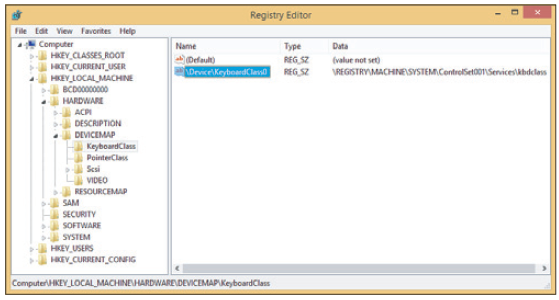 Registry Editor
File Edit View Favorites Help
Computer
HKEY_CLASSES_ROOT
HKEY_CURRENT_USER
HKEY_LOCAL_MACHINE
BCD00000000
HARDWARE
ACPI
DESCRIPTION
DEVICEMAP
KeyboardClass
PointerClass
Scsi
VIDEO
RESOURCEMAP
SAM
SECURITY
SOFTWARE
SYSTEM
HKEY_USERS
HKEY_CURRENT_CONFIG
Name Type Data
(Default) REG_SZ (value not set)
\Device\KeyboardClass0 REG_SZ \REGISTRY\MACHINE\SYSTEM\ControlSet001\Services\kbdclass
Computer\HKEY_LOCAL_MACHINE\HARDWARE\DEVICEMAP\KeyboardClass